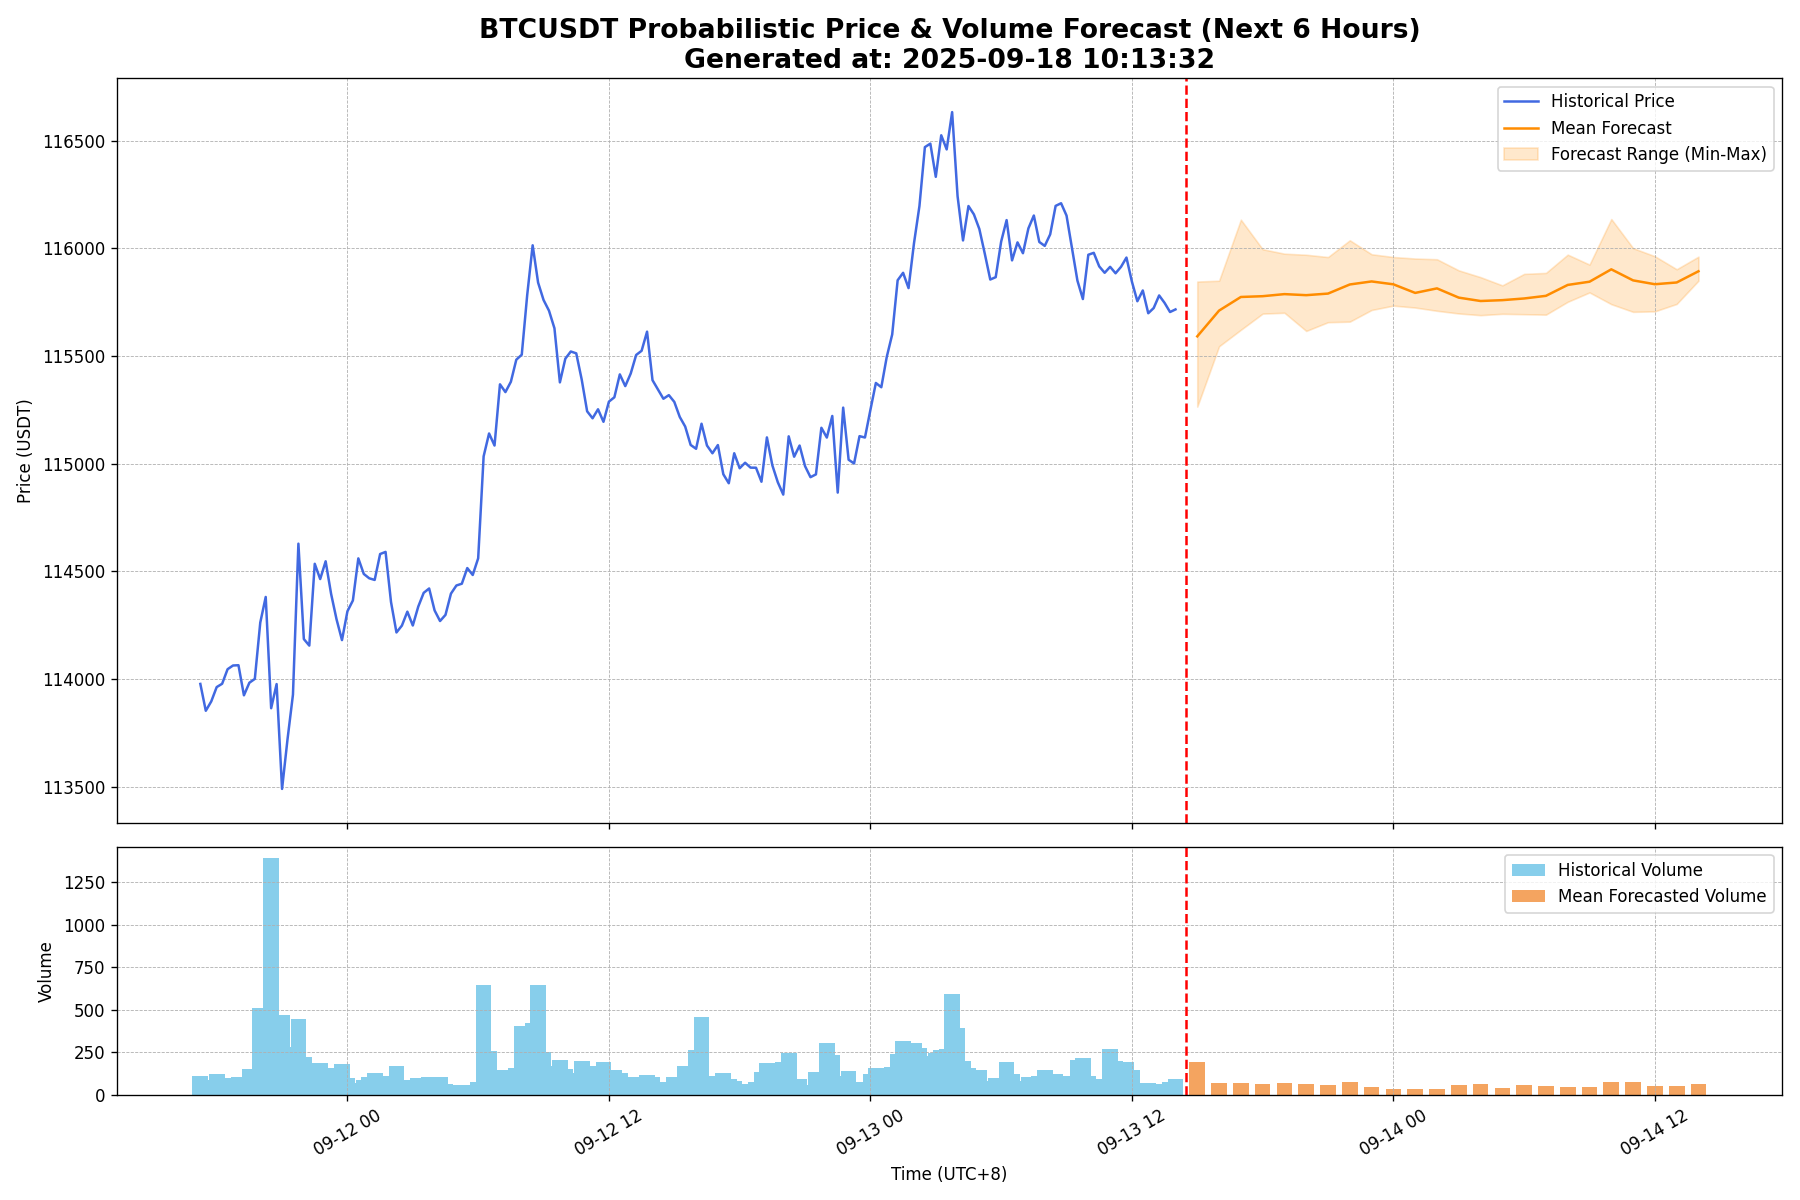 BTCUSDT Probabilistic Price & Volume Forecast (Next 6 Hours)
Generated at: 2025-09-18 10:13:32
Historical Price
Mean Forecast
Forecast Range (Min-Max)
116500
116000
115500
115000
114500
114000
113500
Price (USDT)
Historical Volume
Mean Forecasted Volume
1250
1000
750
500
250
0
Volume
09-12 00
09-12 12
09-13 00
09-13 12
09-14 00
09-14 12
Time (UTC+8)